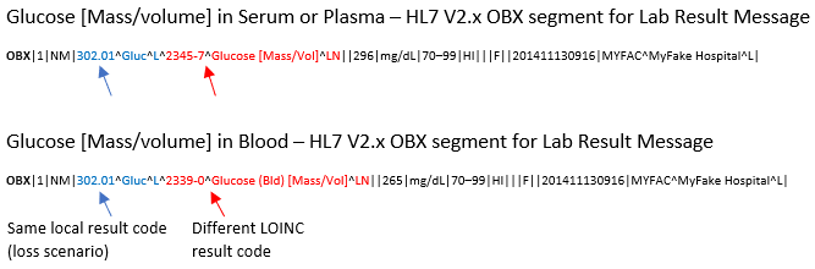 Glucose [Mass/volume] in Serum or Plasma – HL7 V2.x OBX segment for Lab Result Message
OBX|1|NM|302.01^Gluc^L^2345-7^Glucose [Mass/Vol]^LN||296|mg/dL|70–99|HI|||F||201411130916|MYFAC^MyFake Hospital^L|
Glucose [Mass/volume] in Blood – HL7 V2.x OBX segment for Lab Result Message
OBX|1|NM|302.01^Gluc^L^2339-0^Glucose (Bld) [Mass/Vol]^LN||265|mg/dL|70–99|HI|||F||201411130916|MYFAC^MyFake Hospital^L|
Same local result code
(loss scenario)
Different LOINC
result code